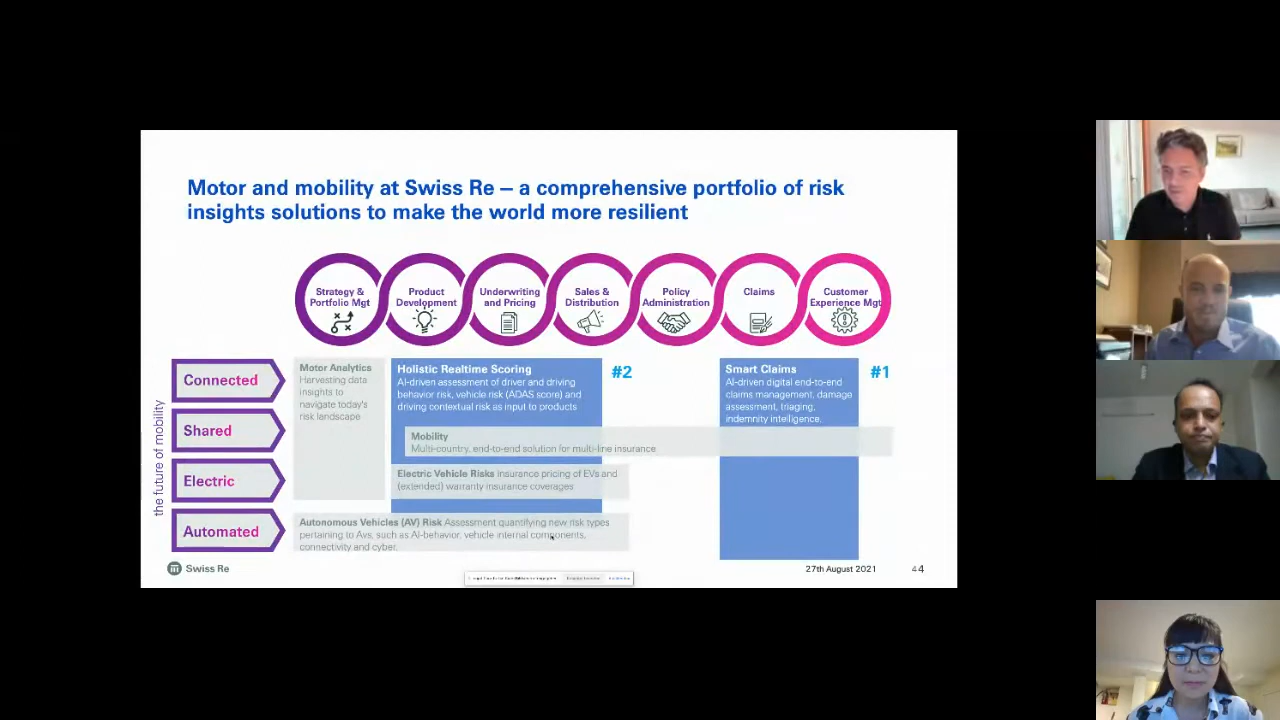 Motor and mobility at Swiss Re – a comprehensive portfolio of risk
insights solutions to make the world more resilient
Strategy &
Portfolio Mgt
Product
Development
Underwriting
and Pricing
Sales &
Distribution
Policy
Administration
Claims
Customer
Experience Mgt
the future of mobility
Connected
Shared
Electric
Automated
Motor Analytics
Harvesting data
insights to
navigate today's
risk landscape
Holistic Realtime Scoring
AI-driven assessment of driver and driving
behavior risk, vehicle risk (ADAS score) and
driving contextual risk as input to products
#2
Smart Claims
AI-driven digital end-to-end
claims management, damage
assessment, triaging,
indemnity intelligence.
#1
Mobility
Multi-country, end-to-end solution for multi-line insurance
Electric Vehicle Risks Insurance pricing of EVs and
(extended) warranty insurance coverages
Autonomous Vehicles (AV) Risk Assessment quantifying new risk types
pertaining to Avs, such as AI-behavior, vehicle internal components,
connectivity and cyber.
Swiss Re
27th August 2021
44